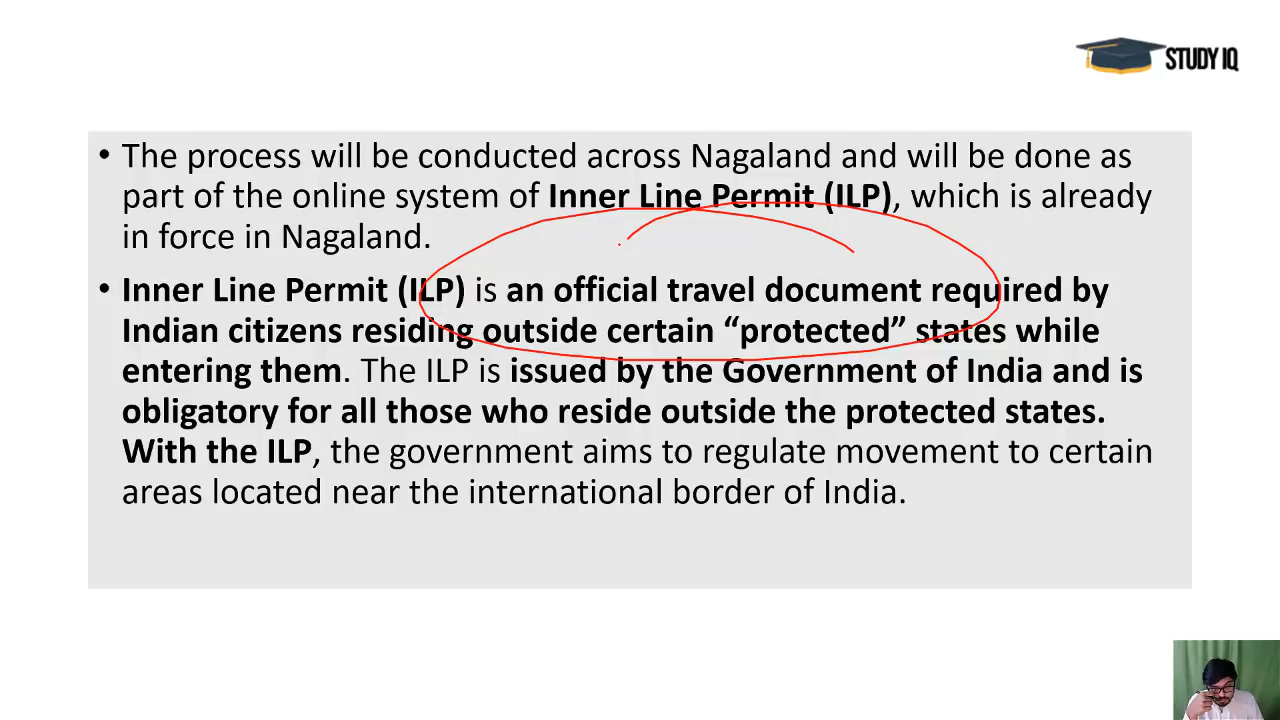 STUDY IQ
• The process will be conducted across Nagaland and will be done as
part of the online system of Inner Line Permit (ILP), which is already
in force in Nagaland.
• Inner Line Permit (ILP) is an official travel document required by
Indian citizens residing outside certain “protected” states while
entering them. The ILP is issued by the Government of India and is
obligatory for all those who reside outside the protected states.
With the ILP, the government aims to regulate movement to certain
areas located near the international border of India.